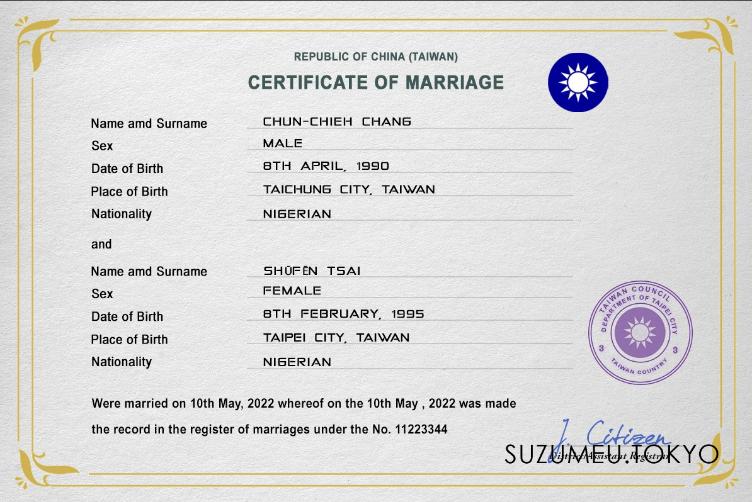 REPUBLIC OF CHINA (TAIWAN)
CERTIFICATE OF MARRIAGE
Name amd Surname CHUN-CHIEH CHANG
Sex MALE
Date of Birth 8TH APRIL, 1990
Place of Birth TAICHUNG CITY, TAIWAN
Nationality NIGERIAN
and
Name amd Surname SHŪFĒN TSAI
Sex FEMALE
Date of Birth 8TH FEBRUARY, 1995
Place of Birth TAIPEI CITY, TAIWAN
Nationality NIGERIAN
TAIWAN COUNCIL
DEPARTMENT OF TAIPEI CITY
3 3
TAIWAN COUNTRY
Were married on 10th May, 2022 whereof on the 10th May , 2022 was made
the record in the register of marriages under the No. 11223344
J. Citizen
District/Assistant Registrar
SUZUMEU.TOKYO